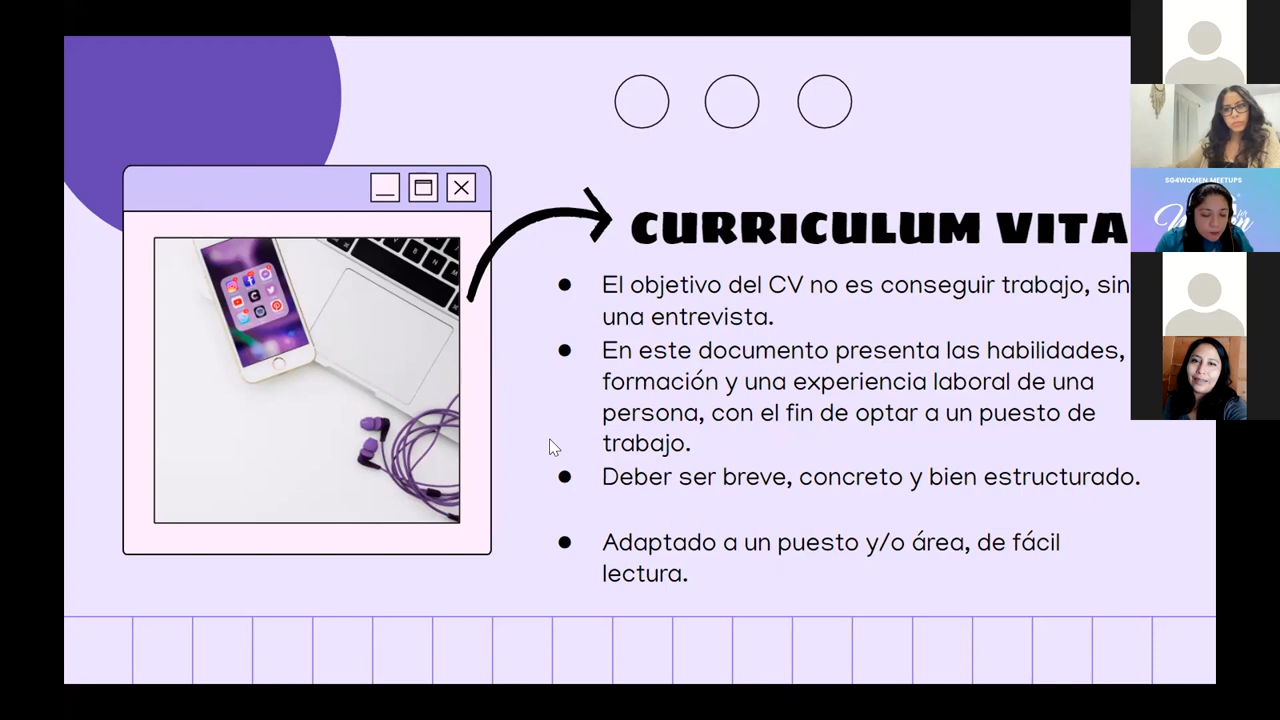 CURRICULUM VITA
El objetivo del CV no es conseguir trabajo, sin
una entrevista.
En este documento presenta las habilidades,
formación y una experiencia laboral de una
persona, con el fin de optar a un puesto de
trabajo.
Deber ser breve, concreto y bien estructurado.
Adaptado a un puesto y/o área, de fácil
lectura.
SG4WOMEN MEETUPS